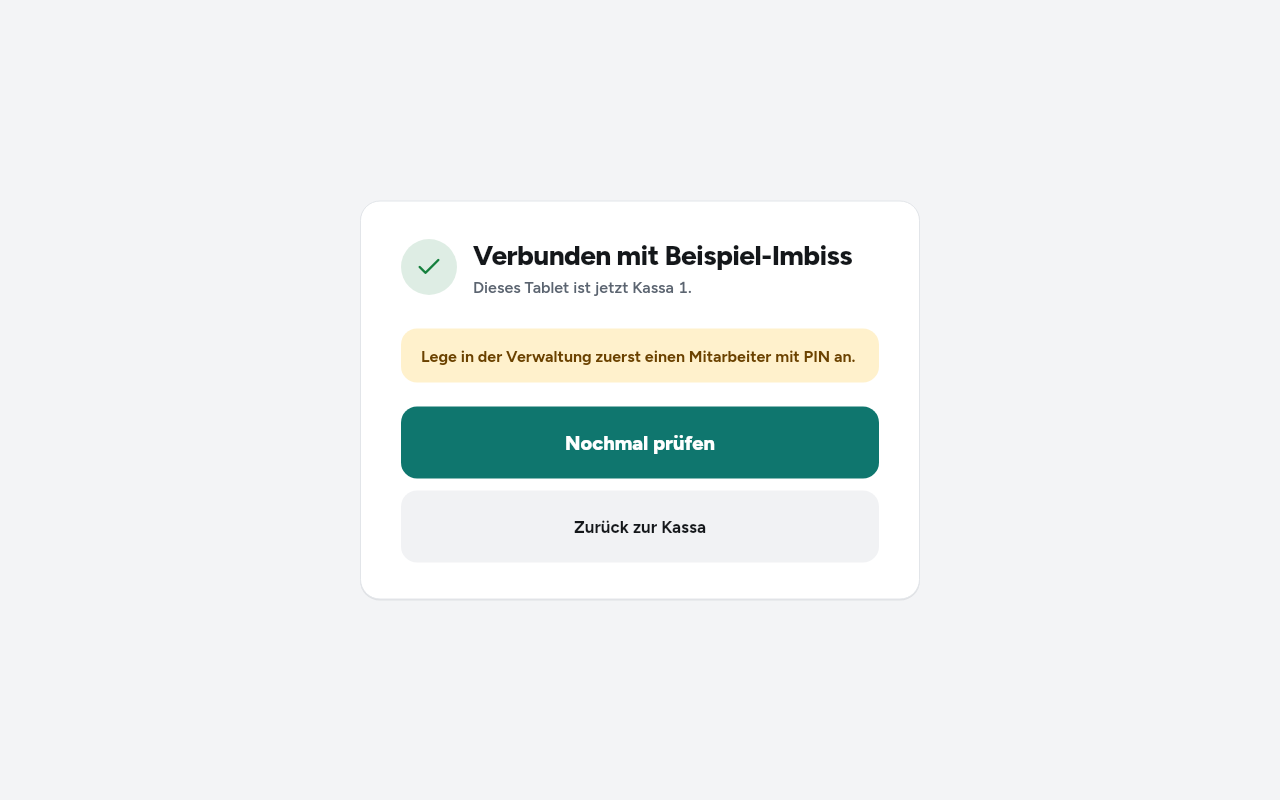 Verbunden mit Beispiel-Imbiss
Dieses Tablet ist jetzt Kassa 1.
Lege in der Verwaltung zuerst einen Mitarbeiter mit PIN an.
Nochmal prüfen
Zurück zur Kassa